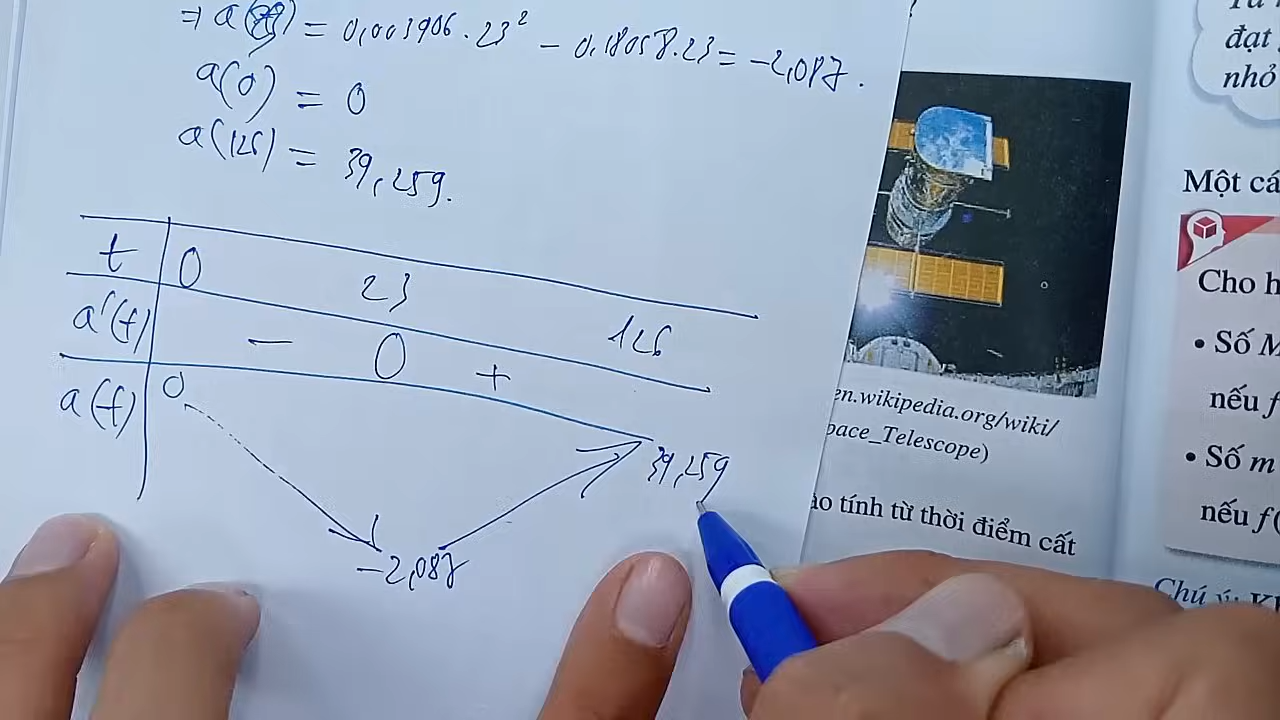 ⇒ a(23) = 0,003906.23² − 0,18058.23 = −2,087.
a(0) = 0
a(126) = 39,259.
t 0 23 126
a'(t) − 0 +
a(t) 0 −2,087 39,259
en.wikipedia.org/wiki/
pace_Telescope)
ao tính từ thời điểm cất
đạt
nhỏ
Một cá
Cho h
• Số M
nếu f
• Số m
nếu f(
Chú ý: